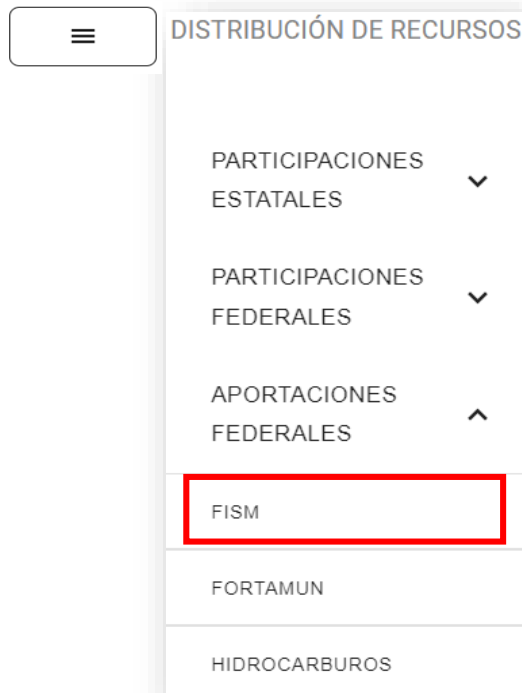 DISTRIBUCIÓN DE RECURSOS
PARTICIPACIONES
ESTATALES
PARTICIPACIONES
FEDERALES
APORTACIONES
FEDERALES
FISM
FORTAMUN
HIDROCARBUROS